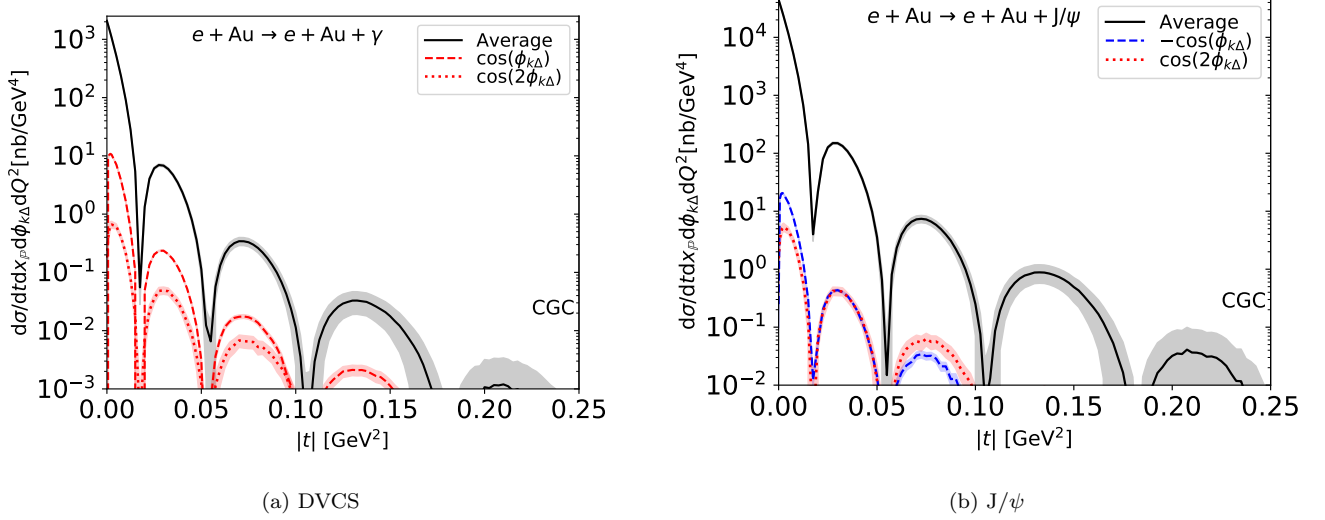 e + Au → e + Au + γ
Average
cos(ϕkΔ)
cos(2ϕkΔ)
dσ/dtdxℙdϕkΔdQ²[nb/GeV⁴]
10³
10²
10¹
10⁰
10⁻¹
10⁻²
10⁻³
CGC
0.00 0.05 0.10 0.15 0.20 0.25
|t| [GeV²]
(a) DVCS
e + Au → e + Au + J/ψ
Average
−cos(ϕkΔ)
cos(2ϕkΔ)
dσ/dtdxℙdϕkΔdQ²[nb/GeV⁴]
10⁴
10³
10²
10¹
10⁰
10⁻¹
10⁻²
CGC
0.00 0.05 0.10 0.15 0.20 0.25
|t| [GeV²]
(b) J/ψ